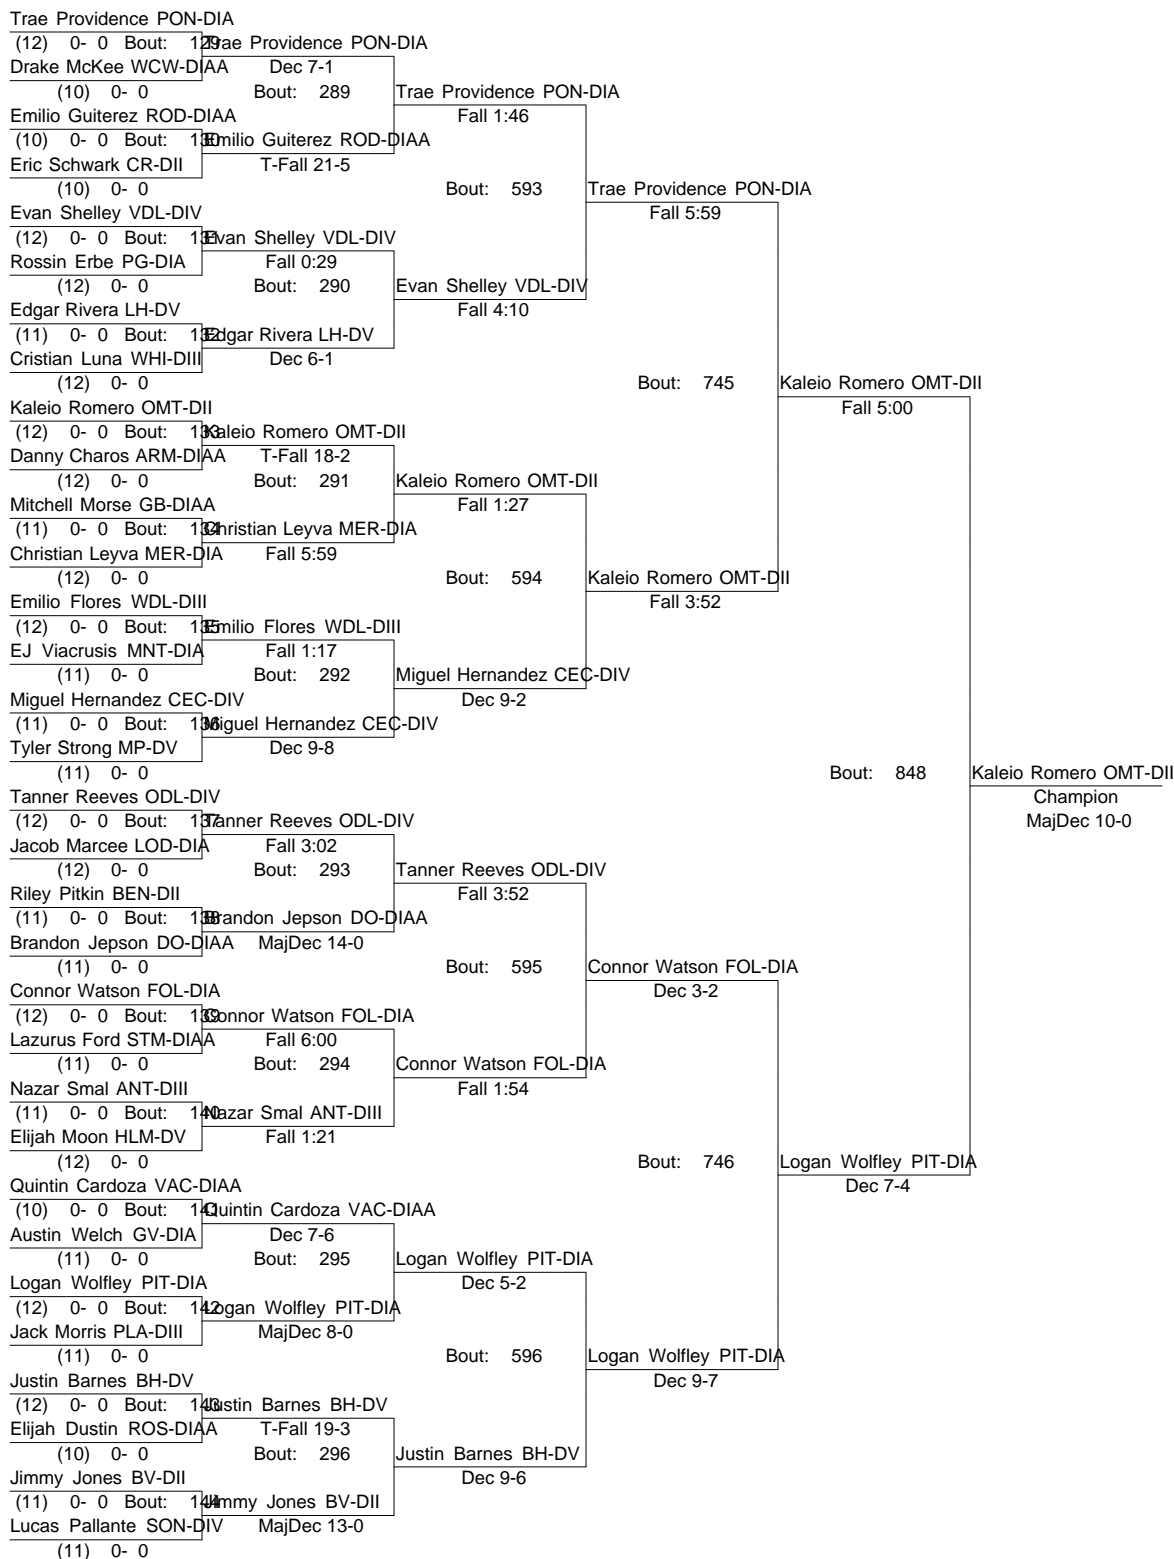 Trae Providence PON-DIA
(12) 0- 0 Bout: 129 Trae Providence PON-DIA
Drake McKee WCW-DIAA Dec 7-1
(10) 0- 0 Bout: 289 Trae Providence PON-DIA
Emilio Guiterez ROD-DIAA Fall 1:46
(10) 0- 0 Bout: 130 Emilio Guiterez ROD-DIAA
Eric Schwark CR-DII T-Fall 21-5
(10) 0- 0 Bout: 593 Trae Providence PON-DIA
Evan Shelley VDL-DIV Fall 5:59
(12) 0- 0 Bout: 131 Evan Shelley VDL-DIV
Rossin Erbe PG-DIA Fall 0:29
(12) 0- 0 Bout: 290 Evan Shelley VDL-DIV
Edgar Rivera LH-DV Fall 4:10
(11) 0- 0 Bout: 132 Edgar Rivera LH-DV
Cristian Luna WHI-DIII Dec 6-1
(12) 0- 0 Bout: 745 Kaleio Romero OMT-DII
Kaleio Romero OMT-DII Fall 5:00
(12) 0- 0 Bout: 133 Kaleio Romero OMT-DII
Danny Charos ARM-DIAA T-Fall 18-2
(12) 0- 0 Bout: 291 Kaleio Romero OMT-DII
Mitchell Morse GB-DIAA Fall 1:27
(11) 0- 0 Bout: 134 Christian Leyva MER-DIA
Christian Leyva MER-DIA Fall 5:59
(12) 0- 0 Bout: 594 Kaleio Romero OMT-DII
Emilio Flores WDL-DIII Fall 3:52
(12) 0- 0 Bout: 135 Emilio Flores WDL-DIII
EJ Viacrusis MNT-DIA Fall 1:17
(11) 0- 0 Bout: 292 Miguel Hernandez CEC-DIV
Miguel Hernandez CEC-DIV Dec 9-2
(11) 0- 0 Bout: 136 Miguel Hernandez CEC-DIV
Tyler Strong MP-DV Dec 9-8
(11) 0- 0 Bout: 848 Kaleio Romero OMT-DII
Tanner Reeves ODL-DIV Champion
(12) 0- 0 Bout: 137 Tanner Reeves ODL-DIV MajDec 10-0
Jacob Marcee LOD-DIA Fall 3:02
(12) 0- 0 Bout: 293 Tanner Reeves ODL-DIV
Riley Pitkin BEN-DII Fall 3:52
(11) 0- 0 Bout: 138 Brandon Jepson DO-DIAA
Brandon Jepson DO-DIAA MajDec 14-0
(11) 0- 0 Bout: 595 Connor Watson FOL-DIA
Connor Watson FOL-DIA Dec 3-2
(12) 0- 0 Bout: 139 Connor Watson FOL-DIA
Lazurus Ford STM-DIAA Fall 6:00
(11) 0- 0 Bout: 294 Connor Watson FOL-DIA
Nazar Smal ANT-DIII Fall 1:54
(11) 0- 0 Bout: 140 Nazar Smal ANT-DIII
Elijah Moon HLM-DV Fall 1:21
(12) 0- 0 Bout: 746 Logan Wolfley PIT-DIA
Quintin Cardoza VAC-DIAA Dec 7-4
(10) 0- 0 Bout: 141 Quintin Cardoza VAC-DIAA
Austin Welch GV-DIA Dec 7-6
(11) 0- 0 Bout: 295 Logan Wolfley PIT-DIA
Logan Wolfley PIT-DIA Dec 5-2
(12) 0- 0 Bout: 142 Logan Wolfley PIT-DIA
Jack Morris PLA-DIII MajDec 8-0
(11) 0- 0 Bout: 596 Logan Wolfley PIT-DIA
Justin Barnes BH-DV Dec 9-7
(12) 0- 0 Bout: 143 Justin Barnes BH-DV
Elijah Dustin ROS-DIAA T-Fall 19-3
(10) 0- 0 Bout: 296 Justin Barnes BH-DV
Jimmy Jones BV-DII Dec 9-6
(11) 0- 0 Bout: 144 Jimmy Jones BV-DII
Lucas Pallante SON-DIV MajDec 13-0
(11) 0- 0